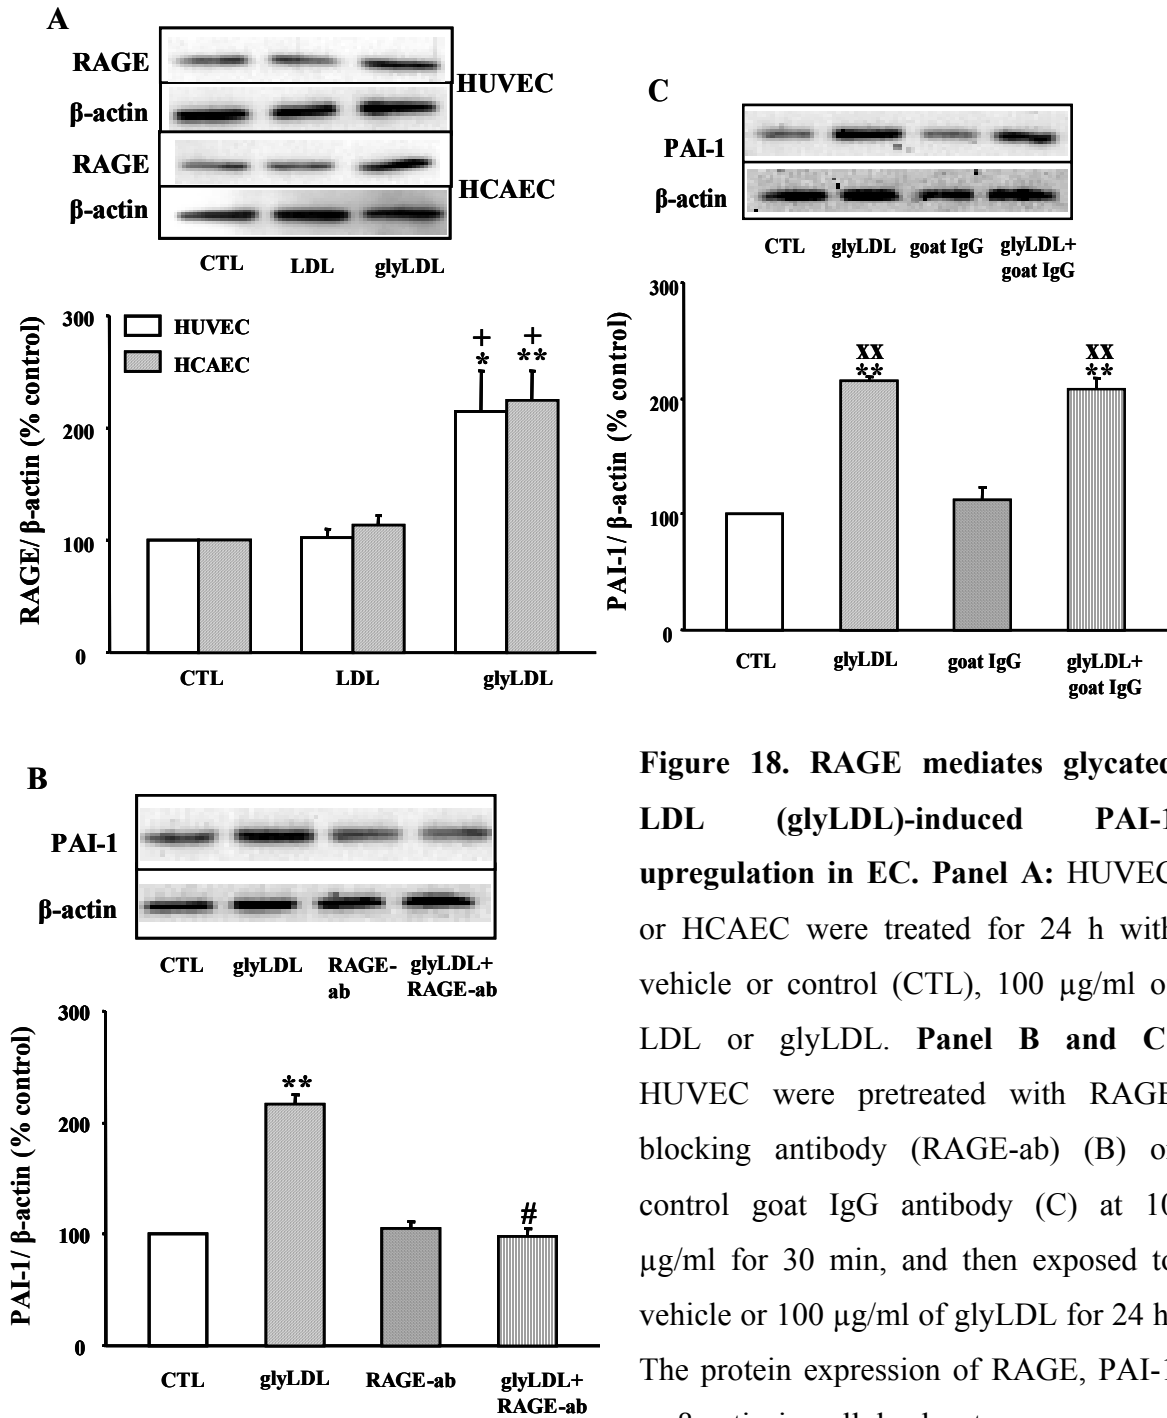 A
RAGE
β-actin
HUVEC
RAGE
β-actin
HCAEC
CTL LDL glyLDL
RAGE/ β-actin (% control)
300
200
100
0
HUVEC
HCAEC
+
*
+
**
CTL LDL glyLDL
C
PAI-1
β-actin
CTL glyLDL goat IgG glyLDL+
goat IgG
PAI-1/ β-actin (% control)
300
200
100
0
xx
**
xx
**
CTL glyLDL goat IgG glyLDL+
goat IgG
B
PAI-1
β-actin
CTL glyLDL RAGE- glyLDL+
ab RAGE-ab
PAI-1/ β-actin (% control)
300
200
100
0
**
#
CTL glyLDL RAGE-ab glyLDL+
RAGE-ab
Figure 18. RAGE mediates glycated
LDL (glyLDL)-induced PAI-1
upregulation in EC. Panel A: HUVEC
or HCAEC were treated for 24 h with
vehicle or control (CTL), 100 µg/ml of
LDL or glyLDL. Panel B and C
HUVEC were pretreated with RAGE
blocking antibody (RAGE-ab) (B) or
control goat IgG antibody (C) at 10
µg/ml for 30 min, and then exposed to
vehicle or 100 µg/ml of glyLDL for 24 h
The protein expression of RAGE, PAI-1